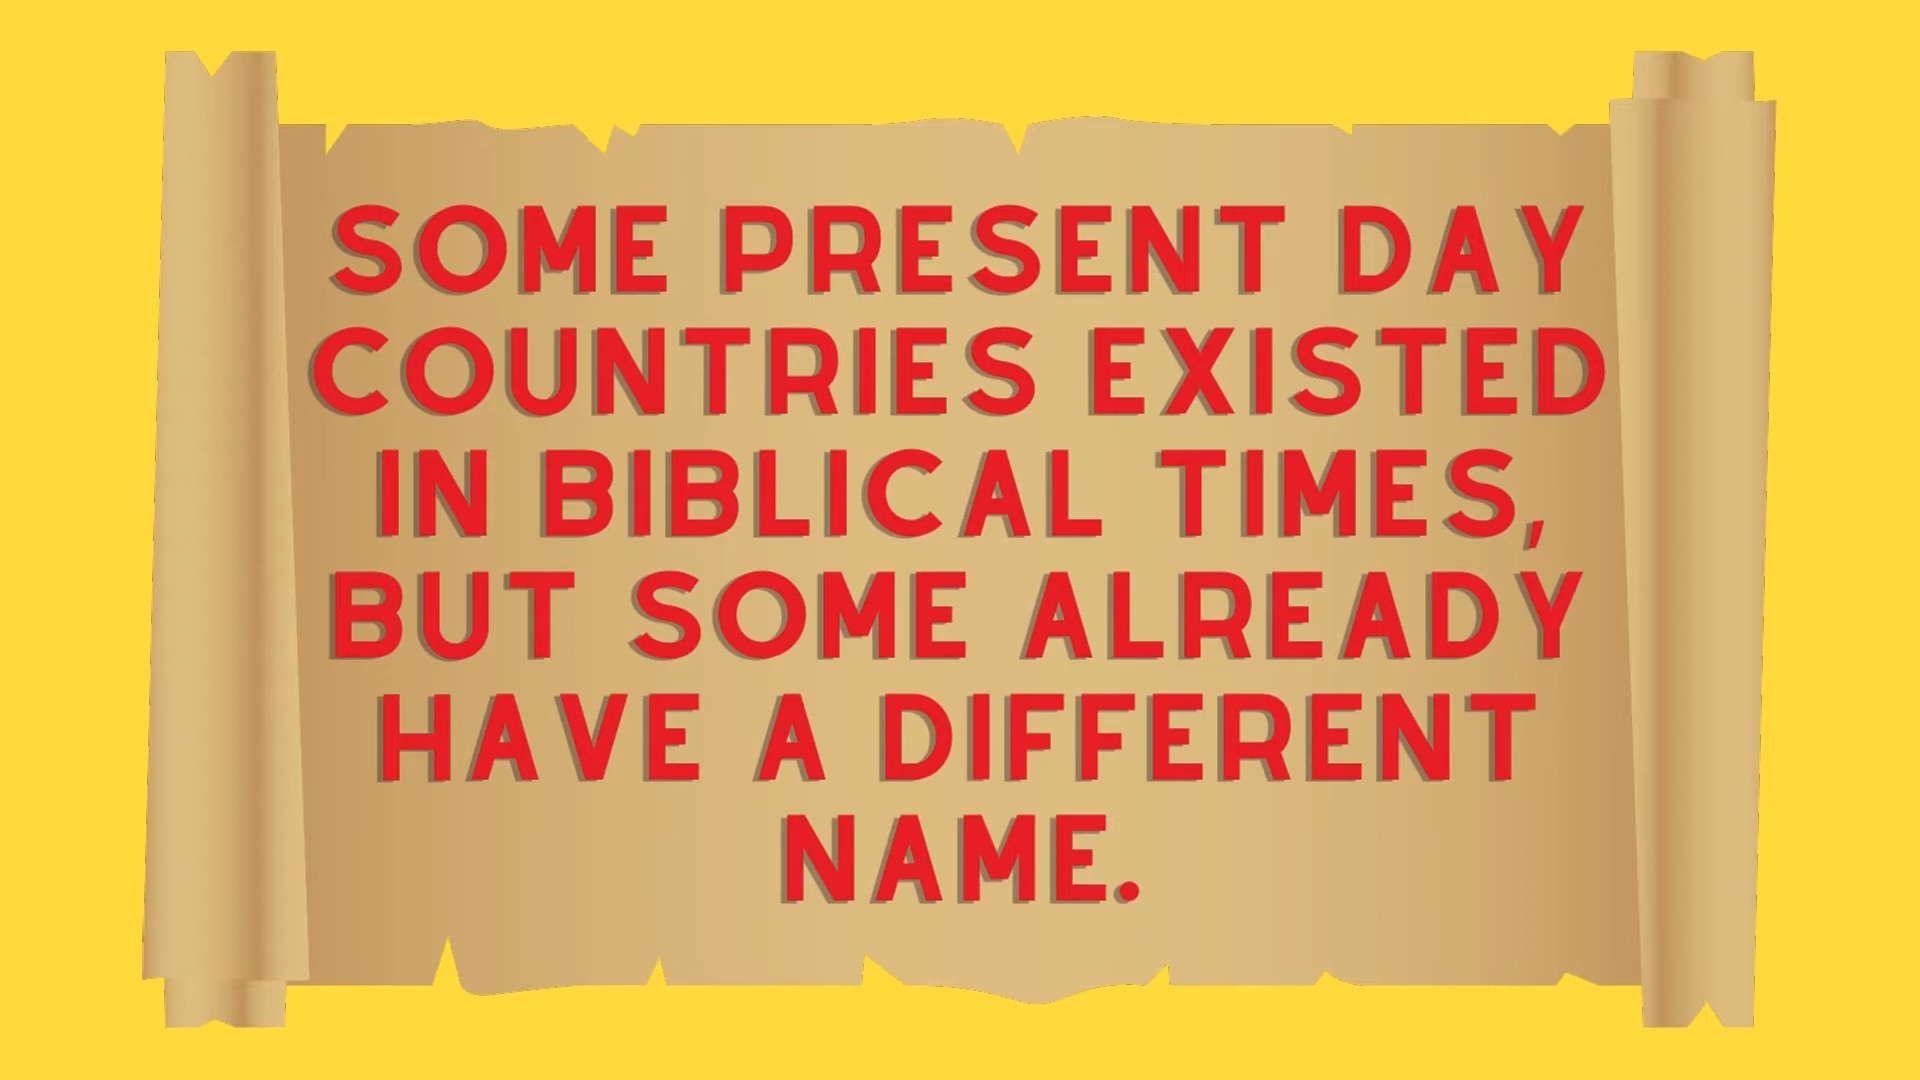 SOME PRESENT DAY
COUNTRIES EXISTED
IN BIBLICAL TIMES,
BUT SOME ALREADY
HAVE A DIFFERENT
NAME.